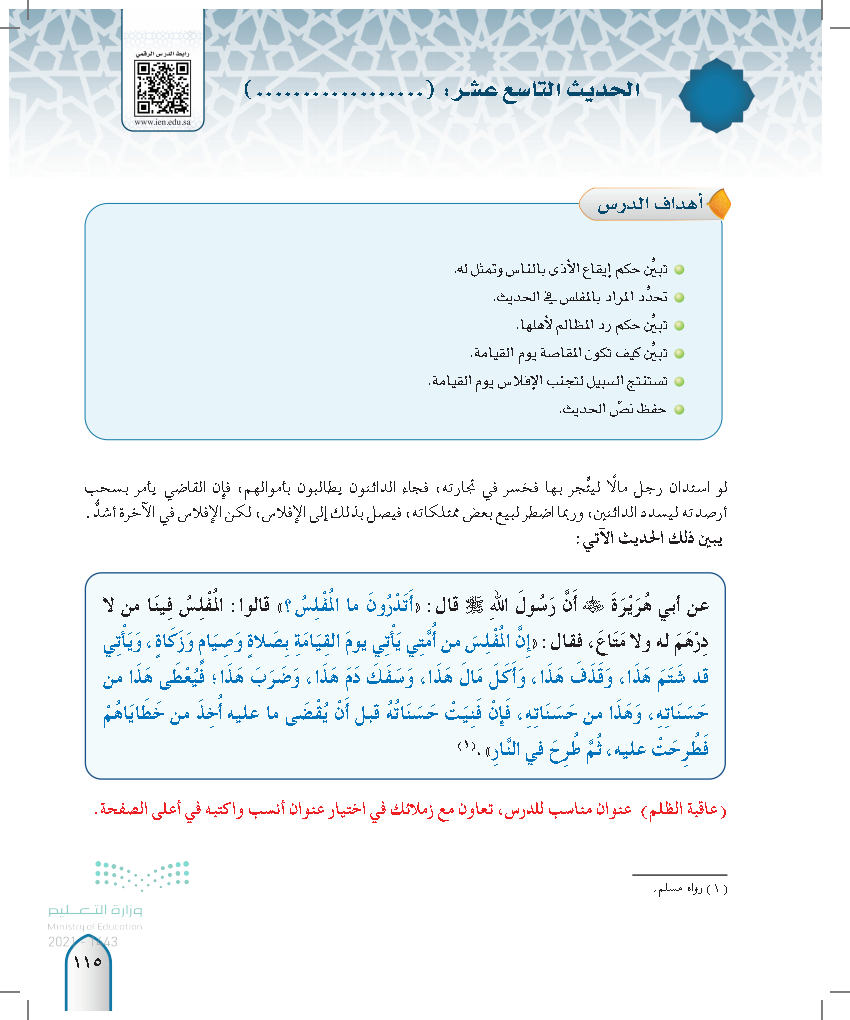 رابط الدرس الرقمي
www.ien.edu.sa
الحديث التاسع عشر: (..................)
أهداف الدرس
تبيُّن حكم إيقاع الأذى بالناس وتمثل له.
تحدُّد المراد بالمفلس في الحديث.
تبيُّن حكم رد المظالم لأهلها.
تبيُّن كيف تكون المقاصة يوم القيامة.
تستنتج السبيل لتجنب الإفلاس يوم القيامة.
حفظ نصّ الحديث.
لو استدان رجل مالًا ليتَّجر بها فخسر في تجارته، فجاء الدائنون يطالبون بأموالهم، فإن القاضي يأمر بسحب
أرصدته ليسدد الدائنين، وربما اضطر لبيع بعض ممتلكاته، فيصل بذلك إلى الإفلاس، لكن الإفلاس في الآخرة أشدُّ.
يبين ذلك الحديث الآتي:
عن أبي هُرَيْرَةَ ﵁ أَنَّ رَسُولَ اللهِ ﷺ قال: «أَتَدْرُونَ ما الْمُفْلِسُ؟» قالوا: الْمُفْلِسُ فِينَا من لا
دِرْهَمَ له ولا مَتَاعَ، فقال: «إِنَّ الْمُفْلِسَ من أُمَّتِي يَأْتِي يومَ القيَامَةِ بِصَلاةٍ وَصِيَامٍ وَزَكَاةٍ، وَيَأْتِي
قد شَتَمَ هَذَا، وَقَذَفَ هَذَا، وَأَكَلَ مَالَ هَذَا، وَسَفَكَ دَمَ هَذَا، وَضَرَبَ هَذَا؛ فَيُعْطَى هَذَا من
حَسَنَاتِهِ، وَهَذَا من حَسَنَاتِهِ، فَإِنْ فَنِيَتْ حَسَنَاتُهُ قبل أَنْ يُقْضَى ما عليه أُخِذَ من خَطَايَاهُمْ
فَطُرِحَتْ عليه، ثُمَّ طُرِحَ في النَّارِ». (١)
(عاقبة الظلم) عنوان مناسب للدرس، تعاون مع زملائك في اختيار عنوان أنسب واكتبه في أعلى الصفحة.
(١) رواه مسلم.
وزارة التعـــليم
Ministry of Education
2021 - 1443
١١٥